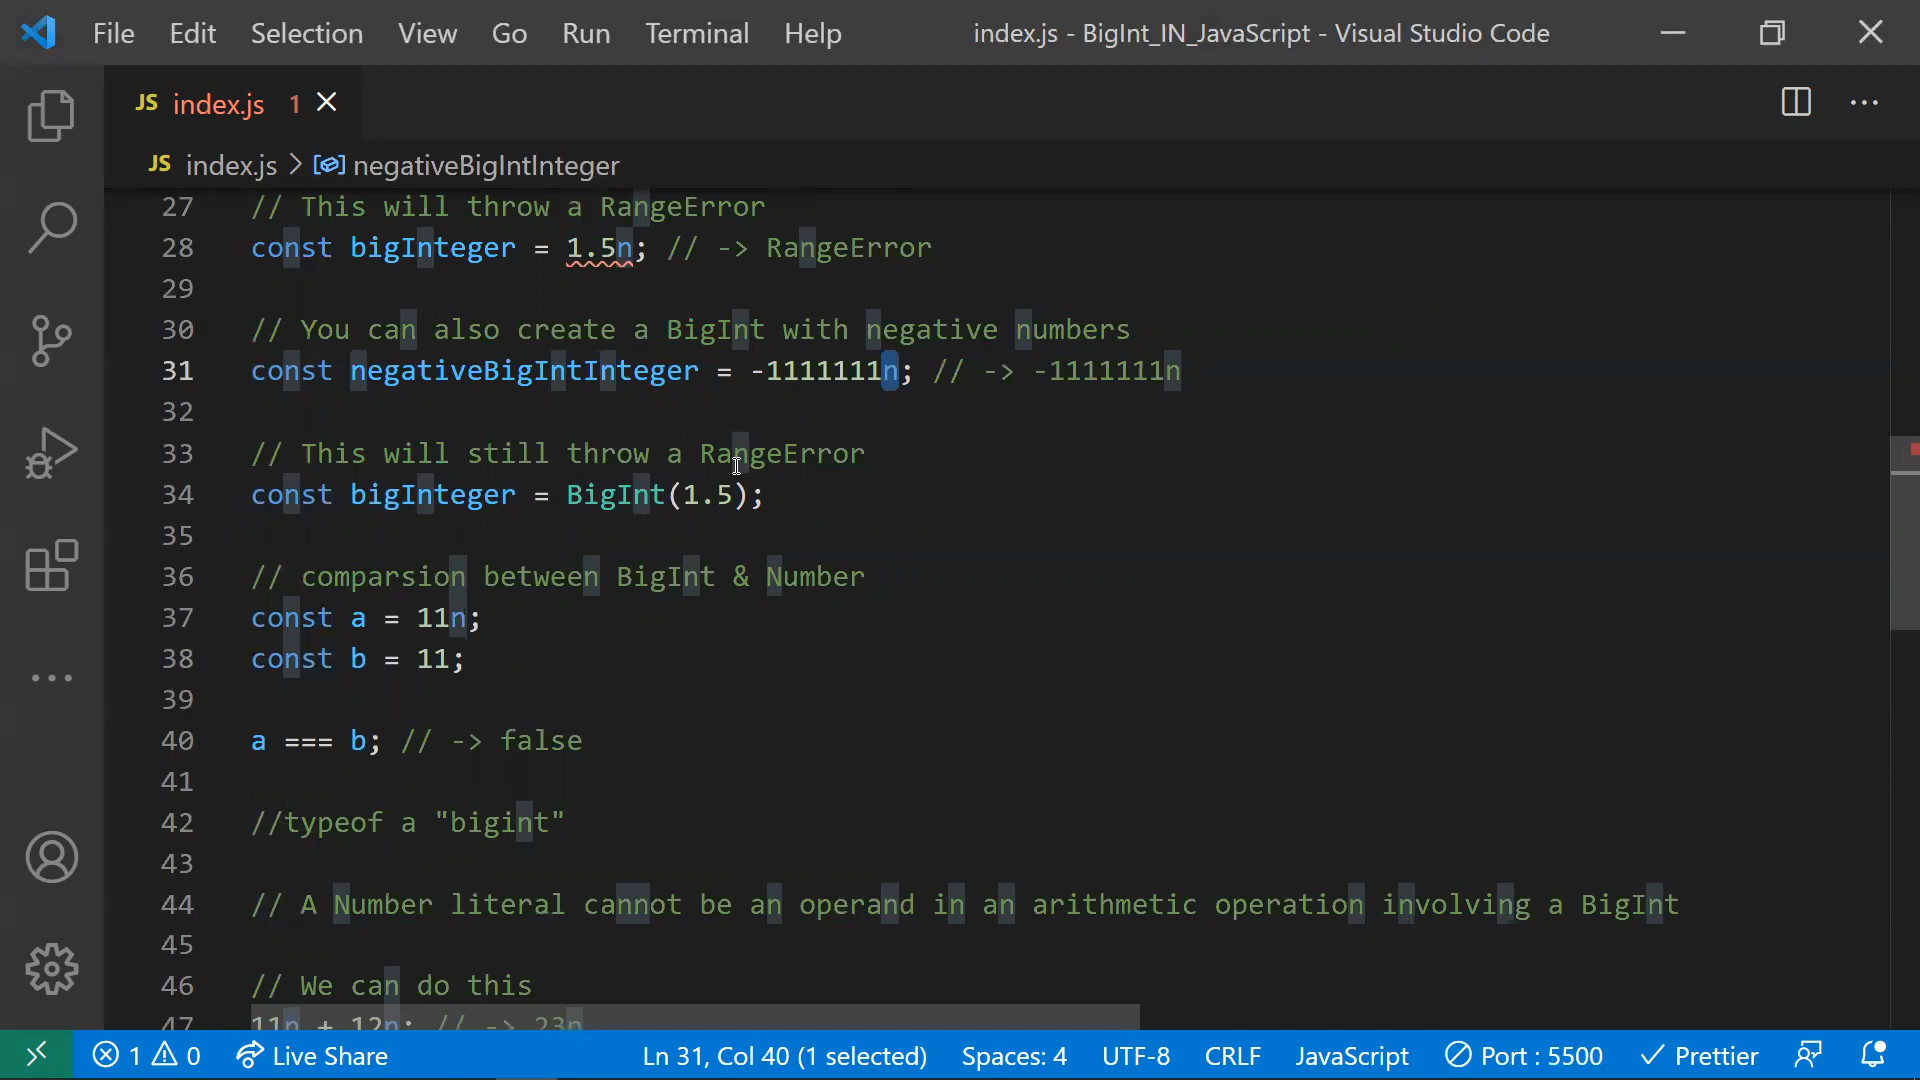 File Edit Selection View Go Run Terminal Help index.js - BigInt_IN_JavaScript - Visual Studio Code
JS index.js 1
JS index.js > negativeBigIntInteger
27 // This will throw a RangeError
28 const bigInteger = 1.5n; // -> RangeError
29
30 // You can also create a BigInt with negative numbers
31 const negativeBigIntInteger = -1111111n; // -> -1111111n
32
33 // This will still throw a RangeError
34 const bigInteger = BigInt(1.5);
35
36 // comparsion between BigInt & Number
37 const a = 11n;
38 const b = 11;
39
40 a === b; // -> false
41
42 //typeof a "bigint"
43
44 // A Number literal cannot be an operand in an arithmetic operation involving a BigInt
45
46 // We can do this
47 11n + 12n; // -> 23n
1 0 Live Share Ln 31, Col 40 (1 selected) Spaces: 4 UTF-8 CRLF JavaScript Port : 5500 Prettier